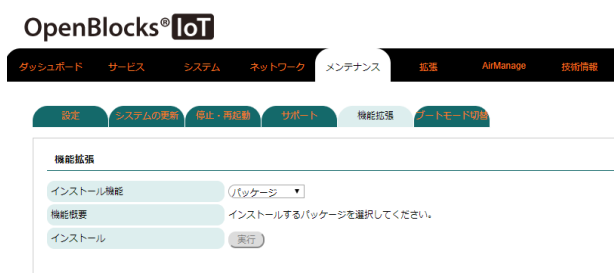 OpenBlocks® IoT
ダッシュボード サービス システム ネットワーク メンテナンス 拡張 AirManage 技術情報
設定 システムの更新 停止・再起動 サポート 機能拡張 ブートモード切替
機能拡張
インストール機能 (パッケージ ▼
機能概要 インストールするパッケージを選択してください。
インストール 実行